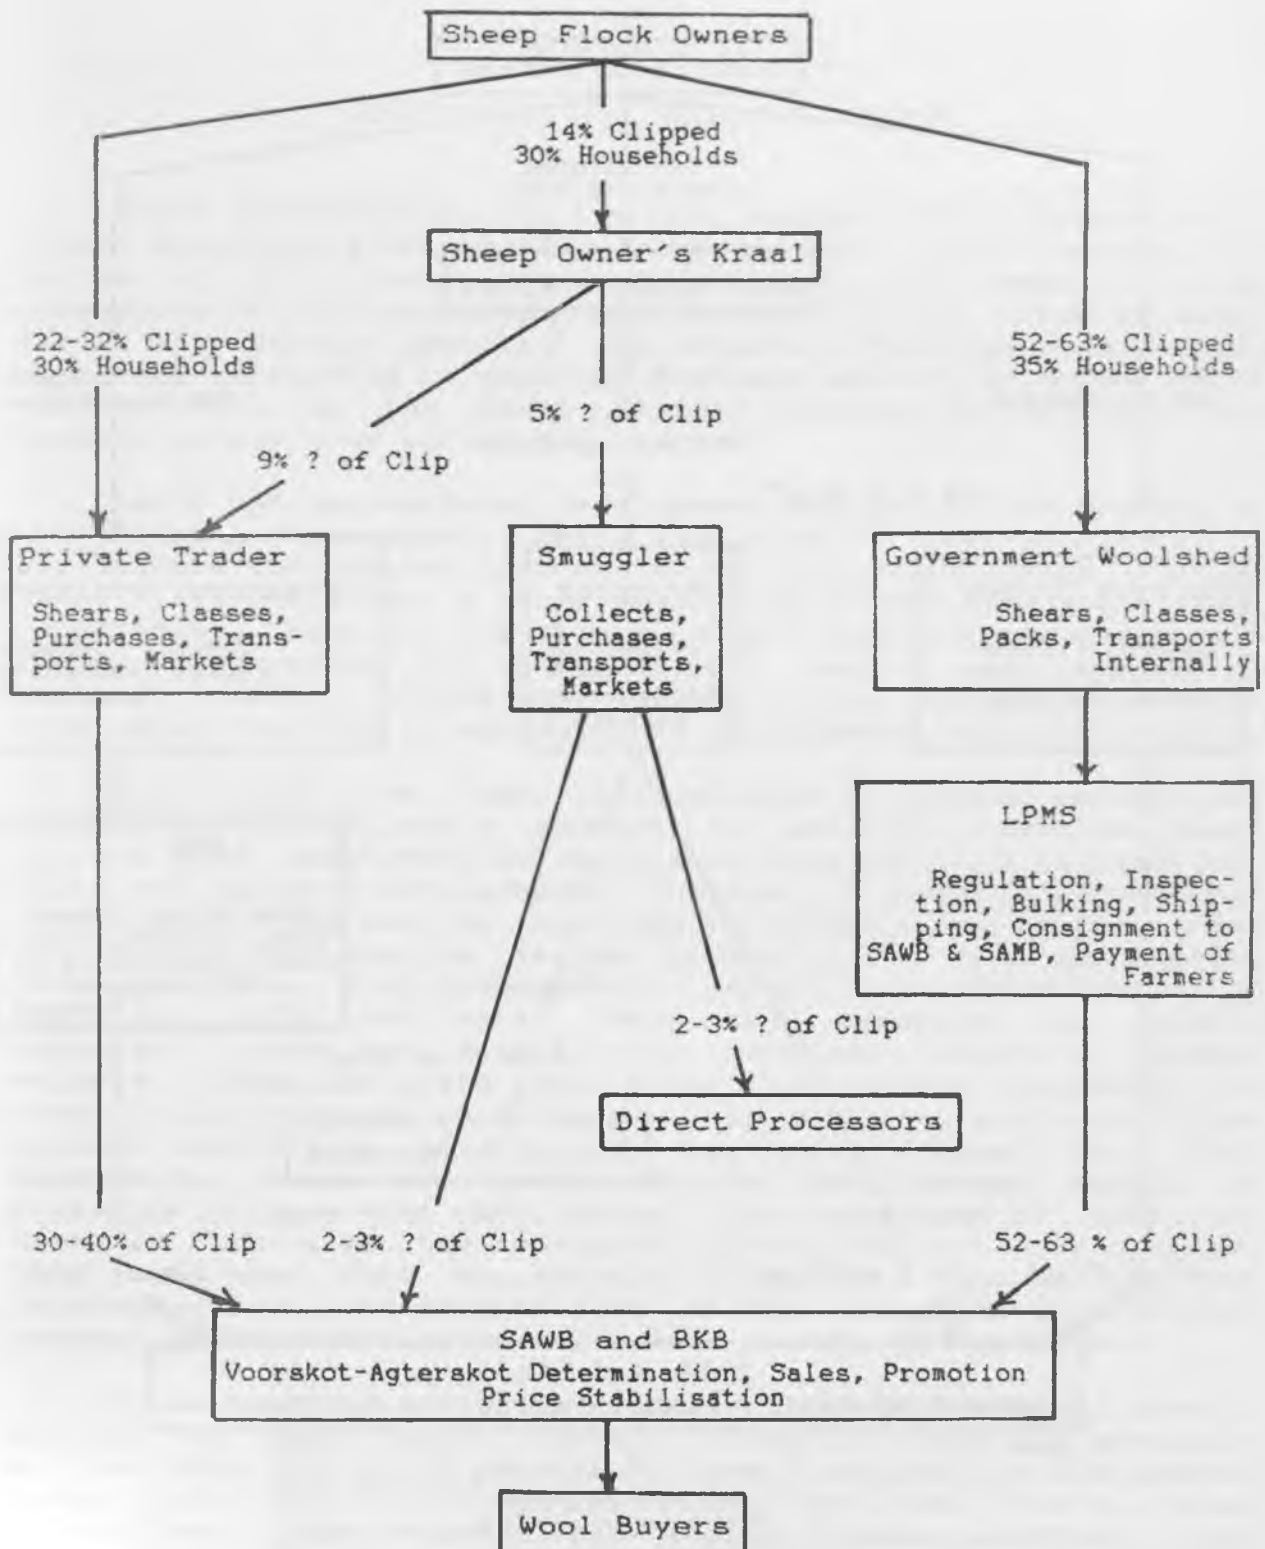 Sheep Flock Owners
14% Clipped
30% Households
Sheep Owner's Kraal
22-32% Clipped
30% Households
52-63% Clipped
35% Households
5% ? of Clip
9% ? of Clip
Private Trader
Shears, Classes,
Purchases, Trans-
ports, Markets
Smuggler
Collects,
Purchases,
Transports,
Markets
Government Woolshed
Shears, Classes,
Packs, Transports
Internally
LPMS
Regulation, Inspec-
tion, Bulking, Ship-
ping, Consignment to
SAWB & SAMB, Payment of
Farmers
2-3% ? of Clip
Direct Processors
30-40% of Clip
2-3% ? of Clip
52-63 % of Clip
SAWB and BKB
Voorskot-Agterskot Determination, Sales, Promotion
Price Stabilisation
Wool Buyers